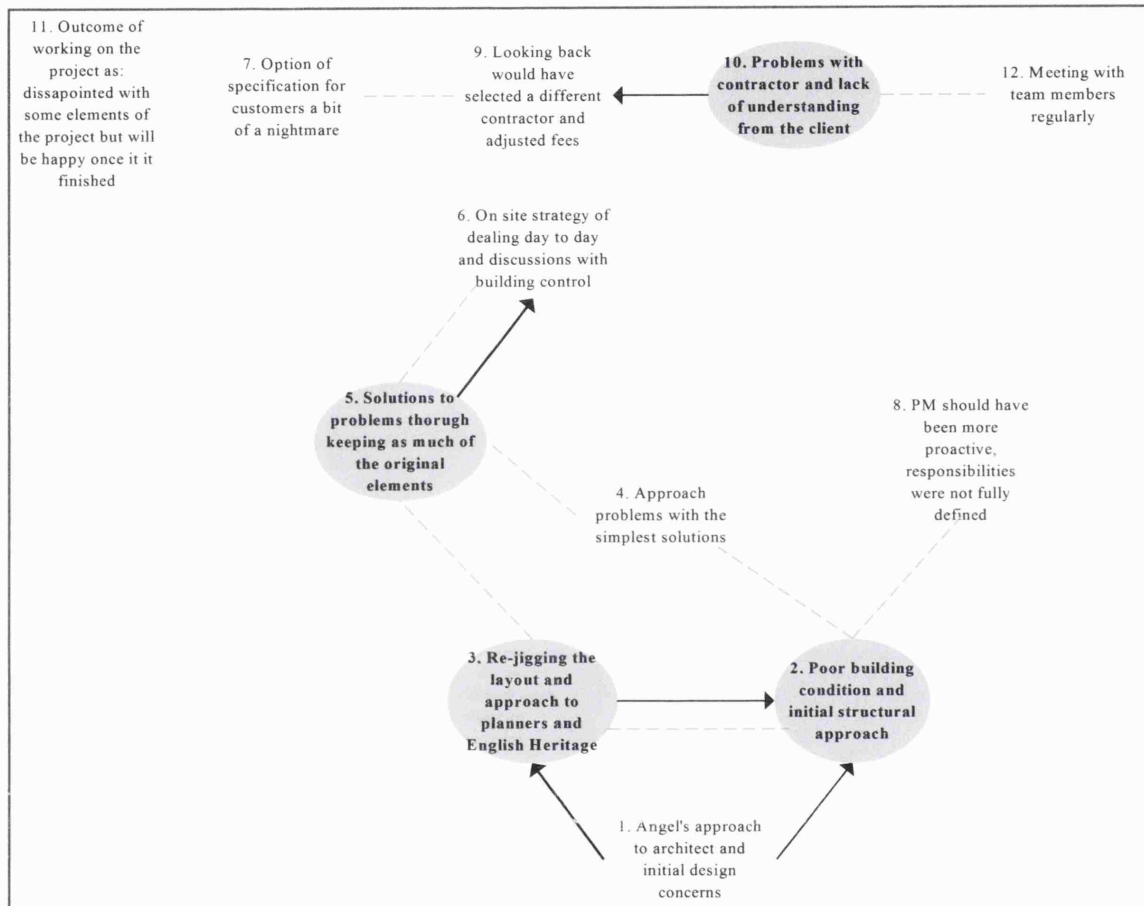 11. Outcome of
working on the
project as:
dissapointed with
some elements of
the project but will
be happy once it it
finished
7. Option of
specification for
customers a bit
of a nightmare
9. Looking back
would have
selected a different
contractor and
adjusted fees
10. Problems with
contractor and lack
of understanding
from the client
12. Meeting with
team members
regularly
6. On site strategy of
dealing day to day
and discussions with
building control
5. Solutions to
problems thorugh
keeping as much of
the original
elements
8. PM should have
been more
proactive,
responsibilities
were not fully
defined
4. Approach
problems with the
simplest solutions
3. Re-jigging the
layout and
approach to
planners and
English Heritage
2. Poor building
condition and
initial structural
approach
1. Angel's approach
to architect and
initial design
concerns